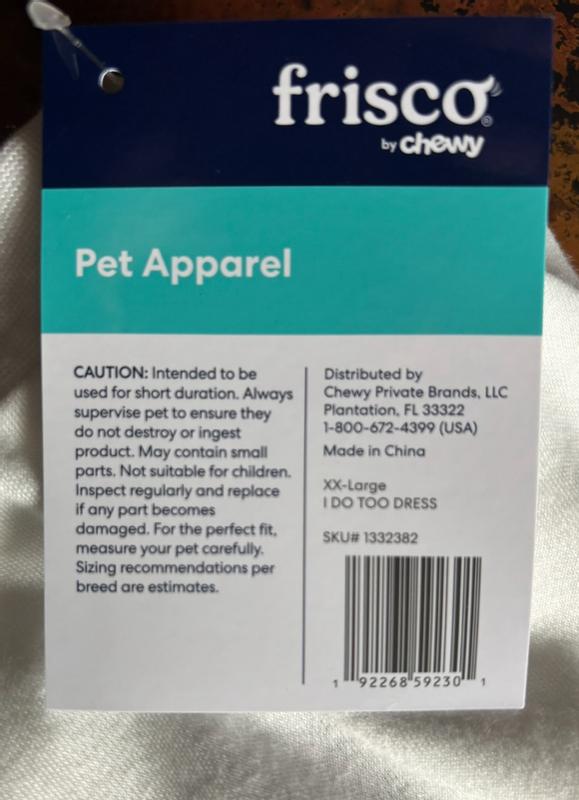 frisco®
by chewy
Pet Apparel
CAUTION: Intended to be
used for short duration. Always
supervise pet to ensure they
do not destroy or ingest
product. May contain small
parts. Not suitable for children.
Inspect regularly and replace
if any part becomes
damaged. For the perfect fit,
measure your pet carefully.
Sizing recommendations per
breed are estimates.
Distributed by
Chewy Private Brands, LLC
Plantation, FL 33322
1-800-672-4399 (USA)
Made in China
XX-Large
I DO TOO DRESS
SKU# 1332382
1 92268 59230 1